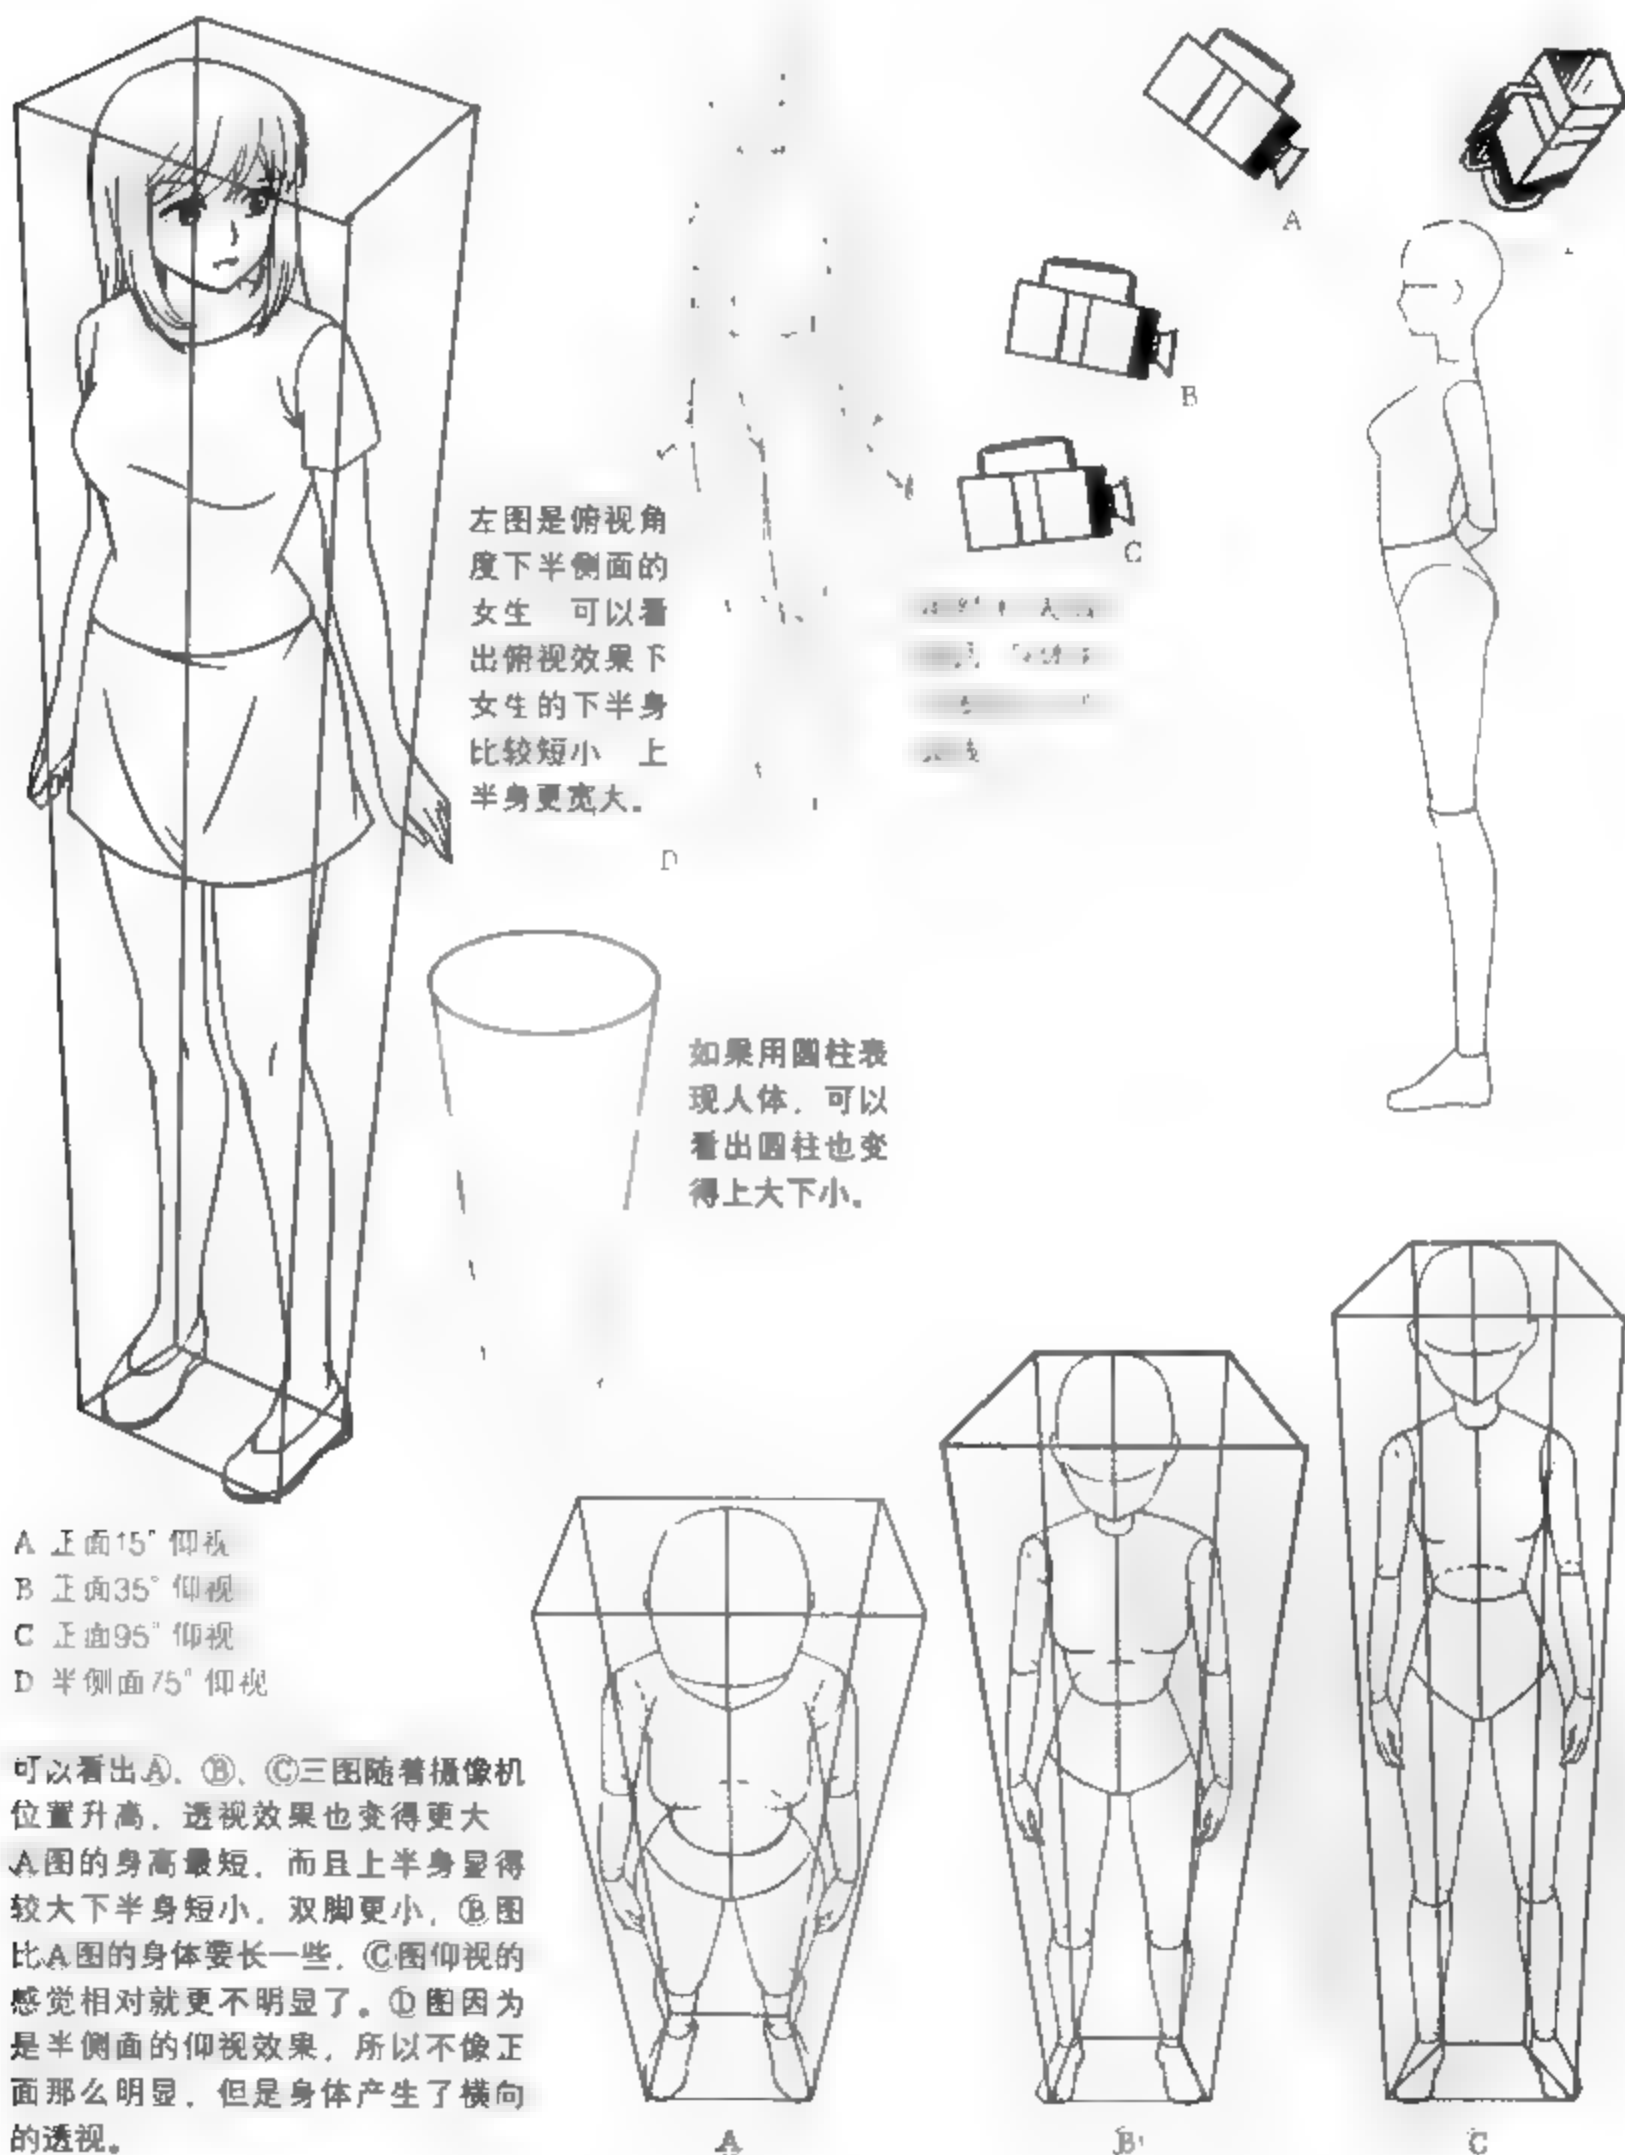 A
B
C
左图是俯视角
度下半侧面的
女生 可以看
出俯视效果下
女生的下半身
比较短小 上
半身更宽大。
D
如果用圆柱表
现人体，可以
看出圆柱也变
得上大下小。
A 正面15°仰视
B 正面35°仰视
C 正面95°仰视
D 半侧面75°仰视
可以看出Ⓐ、Ⓑ、Ⓒ三图随着摄像机
位置升高，透视效果也变得更大
A图的身高最短，而且上半身显得
较大下半身短小，双脚更小，Ⓑ图
比A图的身体要长一些，Ⓒ图仰视的
感觉相对就更不明显了。Ⓓ图因为
是半侧面的仰视效果，所以不像正
面那么明显，但是身体产生了横向
的透视。
A
B
C